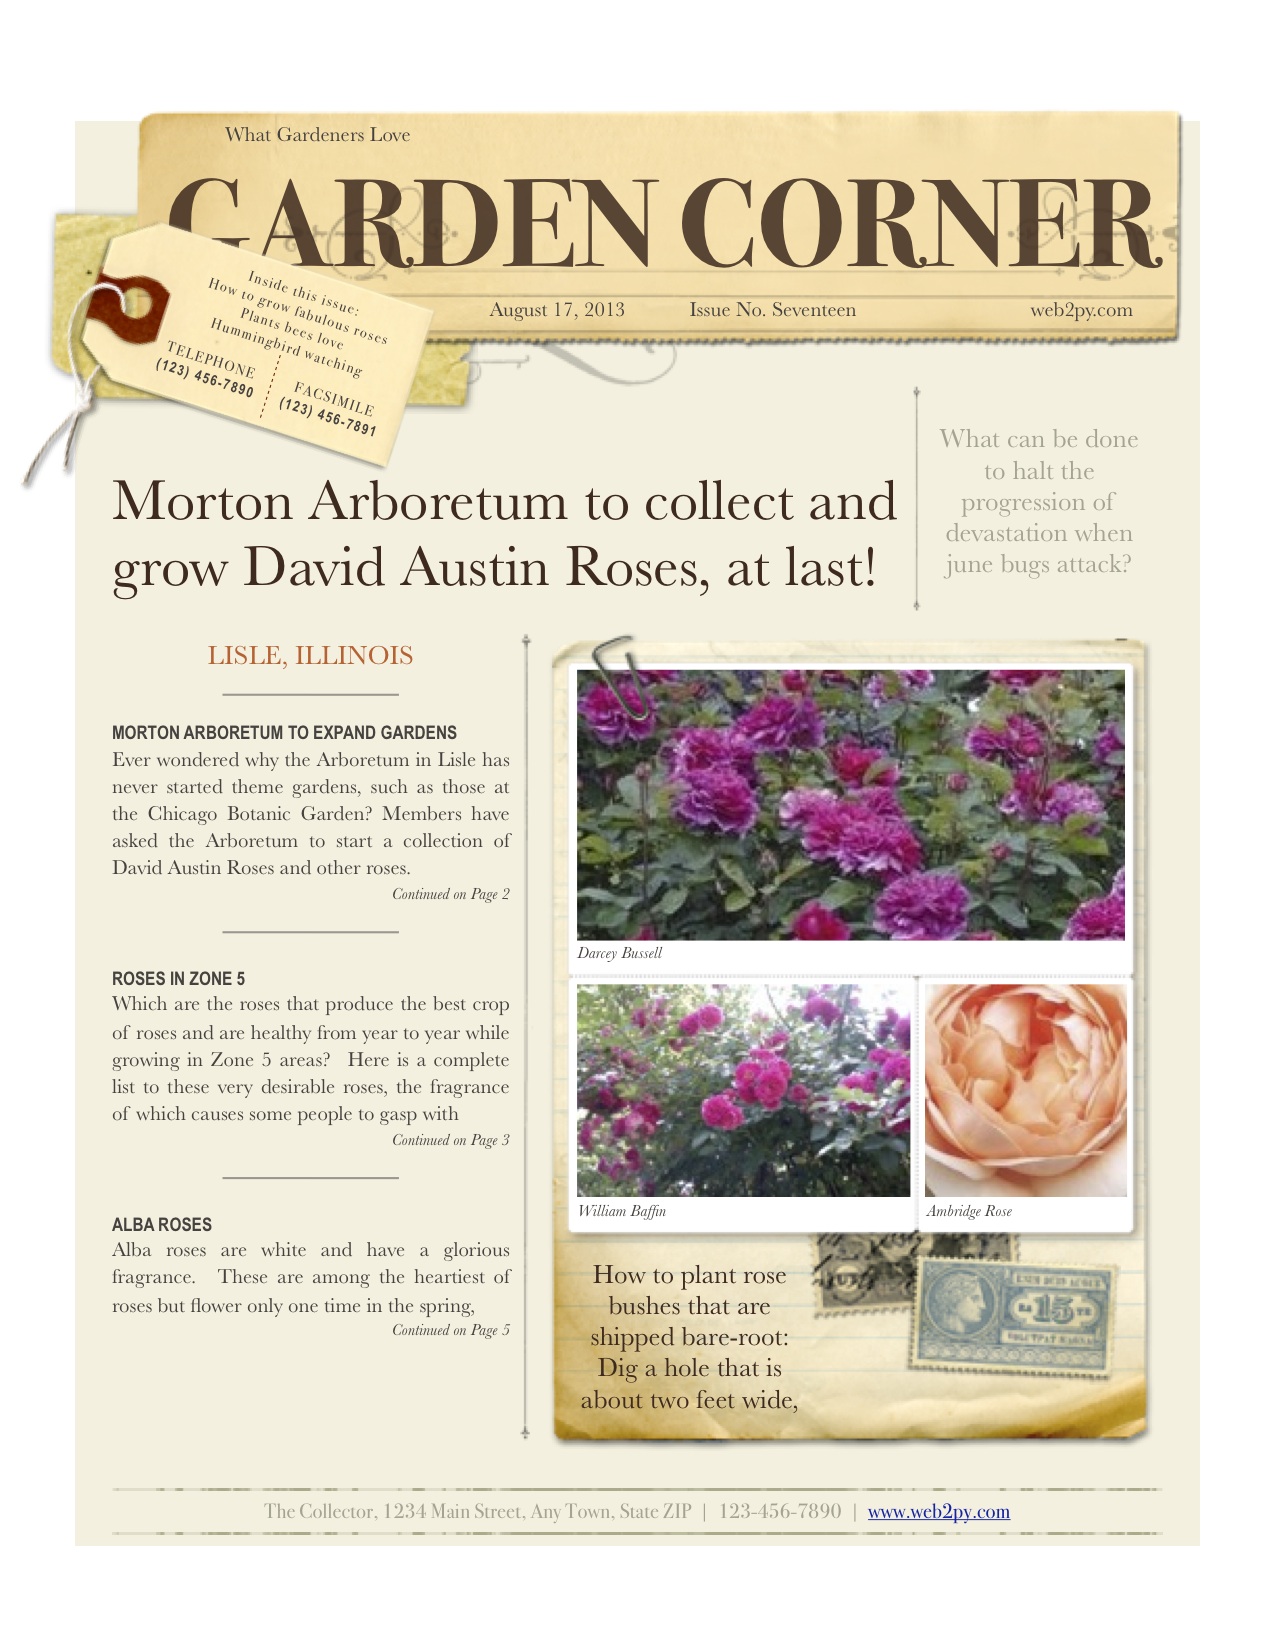 What Gardeners Love
GARDEN CORNER
August 17, 2013 Issue No. Seventeen web2py.com
Inside this issue:
How to grow fabulous roses
Plants bees love
Hummingbird watching
TELEPHONE
(123) 456-7890
FACSIMILE
(123) 456-7891
Morton Arboretum to collect and
grow David Austin Roses, at last!
What can be done
to halt the
progression of
devastation when
june bugs attack?
LISLE, ILLINOIS
MORTON ARBORETUM TO EXPAND GARDENS
Ever wondered why the Arboretum in Lisle has
never started theme gardens, such as those at
the Chicago Botanic Garden? Members have
asked the Arboretum to start a collection of
David Austin Roses and other roses.
Continued on Page 2
ROSES IN ZONE 5
Which are the roses that produce the best crop
of roses and are healthy from year to year while
growing in Zone 5 areas?  Here is a complete
list to these very desirable roses, the fragrance
of which causes some people to gasp with
Continued on Page 3
ALBA ROSES
Alba roses are white and have a glorious
fragrance.  These are among the heartiest of
roses but flower only one time in the spring,
Continued on Page 5
Darcey Bussell
William Baffin
Ambridge Rose
How to plant rose
bushes that are
shipped bare-root:
Dig a hole that is
about two feet wide,
15
The Collector, 1234 Main Street, Any Town, State ZIP | 123-456-7890 | www.web2py.com